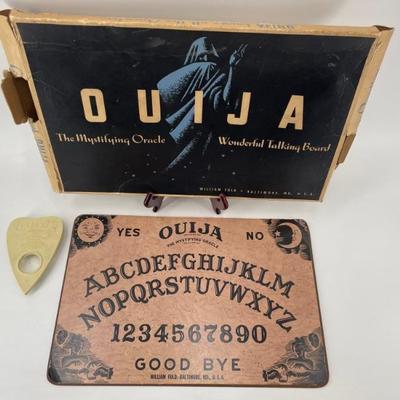 OUIJA
The Mystifying Oracle
Wonderful Talking Board
WILLIAM FULD • BALTIMORE, MD., U.S.A.
YES OUIJA NO
THE MYSTIFYING ORACLE
ABCDEFGHIJKLM
NOPQRSTUVWXYZ
1234567890
GOOD BYE
WILLIAM FULD-BALTIMORE, MD., U.S.A.